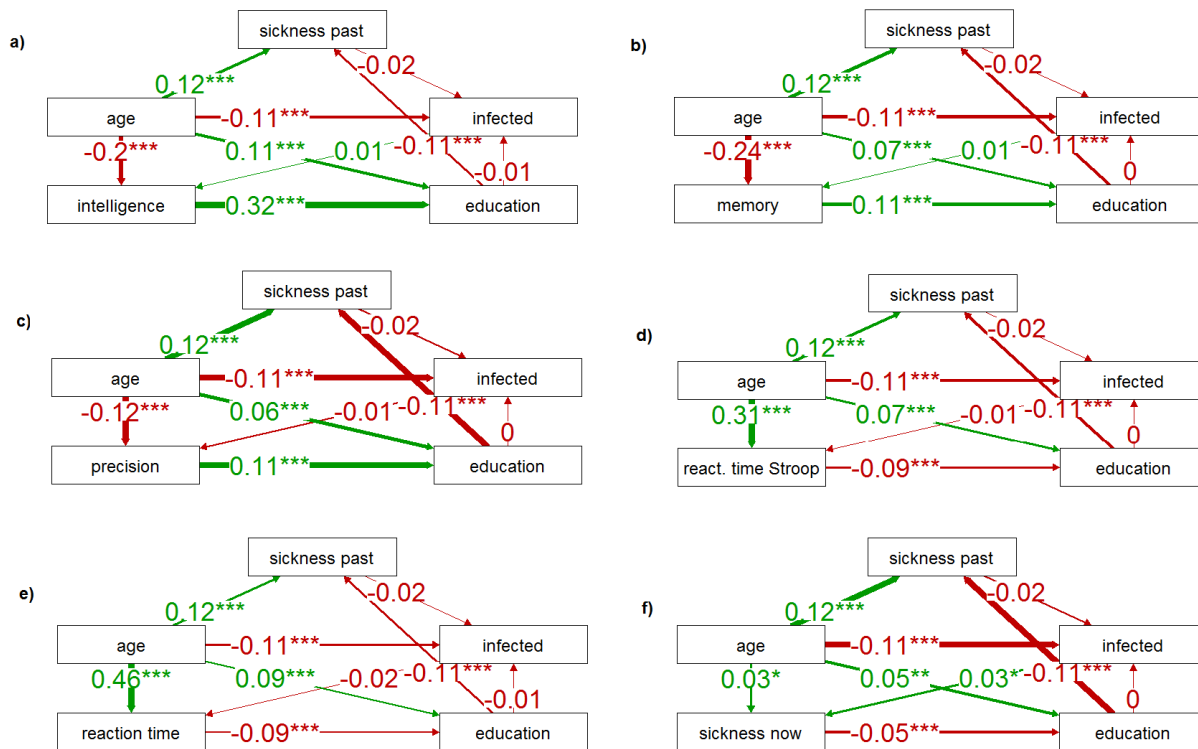 a)
sickness past
0.12***
-0.02
age
-0.11***
infected
-0.2***
0.11***
0.01
-0.11***
-0.01
intelligence
0.32***
education
b)
sickness past
0.12***
-0.02
age
-0.11***
infected
-0.24***
0.07***
0.01
-0.11***
0
memory
0.11***
education
c)
sickness past
0.12***
-0.02
age
-0.11***
infected
-0.12***
0.06***
-0.01
-0.11***
0
precision
0.11***
education
d)
sickness past
0.12***
-0.02
age
-0.11***
infected
0.31***
0.07***
-0.01
-0.11***
0
react. time Stroop
-0.09***
education
e)
sickness past
0.12***
-0.02
age
-0.11***
infected
0.46***
0.09***
-0.02
-0.11***
-0.01
reaction time
-0.09***
education
f)
sickness past
0.12***
-0.02
age
-0.11***
infected
0.03*
0.05**
0.03*
-0.11***
0
sickness now
-0.05***
education